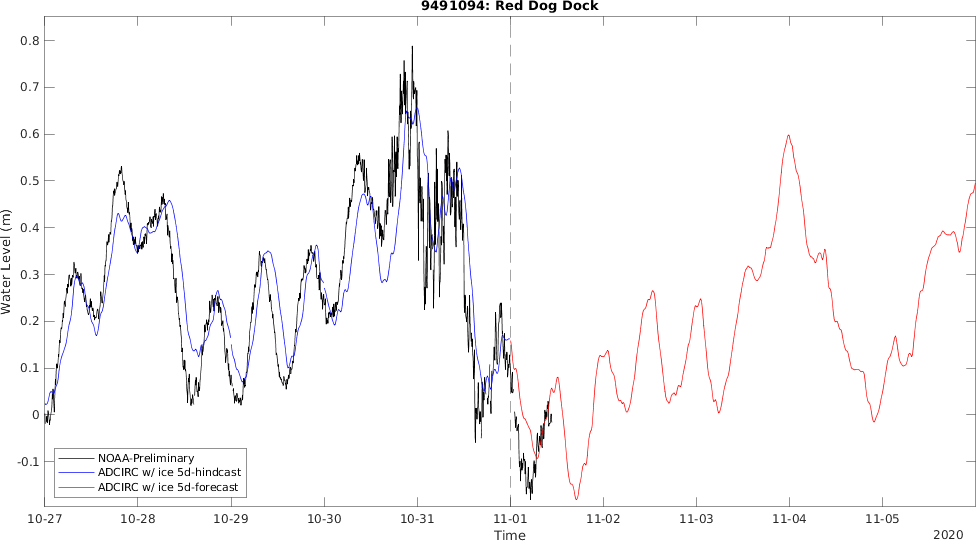 9491094: Red Dog Dock
Water Level (m)
0.8
0.7
0.6
0.5
0.4
0.3
0.2
0.1
0
-0.1
NOAA-Preliminary
ADCIRC w/ ice 5d-hindcast
ADCIRC w/ ice 5d-forecast
10-27 10-28 10-29 10-30 10-31 11-01 11-02 11-03 11-04 11-05
Time
2020